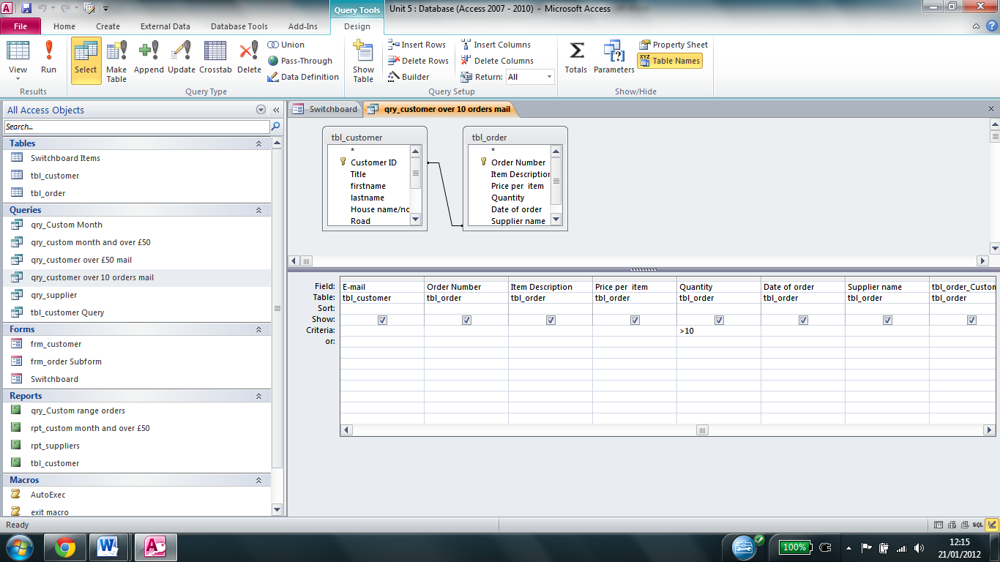 Query Tools
Unit 5 : Database (Access 2007 - 2010) - Microsoft Access
File Home Create External Data Database Tools Add-Ins Design
View
Run
Results
Select
Make Table
Append
Update
Crosstab
Delete
Union
Pass-Through
Data Definition
Query Type
Show Table
Insert Rows
Delete Rows
Builder
Insert Columns
Delete Columns
Return: All
Query Setup
Totals
Parameters
Property Sheet
XYZ Table Names
Show/Hide
All Access Objects
Search...
Tables
Switchboard Items
tbl_customer
tbl_order
Queries
qry_Custom Month
qry_custom month and over £50
qry_customer over £50 mail
qry_customer over 10 orders mail
qry_supplier
tbl_customer Query
Forms
frm_customer
frm_order Subform
Switchboard
Reports
qry_Custom range orders
rpt_custom month and over £50
rpt_suppliers
tbl_customer
Macros
AutoExec
exit macro
Switchboard
qry_customer over 10 orders mail
tbl_customer
*
Customer ID
Title
firstname
lastname
House name/no
Road
tbl_order
*
Order Number
Item Description
Price per item
Quantity
Date of order
Supplier name
Field: E-mail Order Number Item Description Price per item Quantity Date of order Supplier name tbl_order_Custom
Table: tbl_customer tbl_order tbl_order tbl_order tbl_order tbl_order tbl_order tbl_order
Sort:
Show:
Criteria: >10
or:
Ready
SQL
100%
12:15
21/01/2012